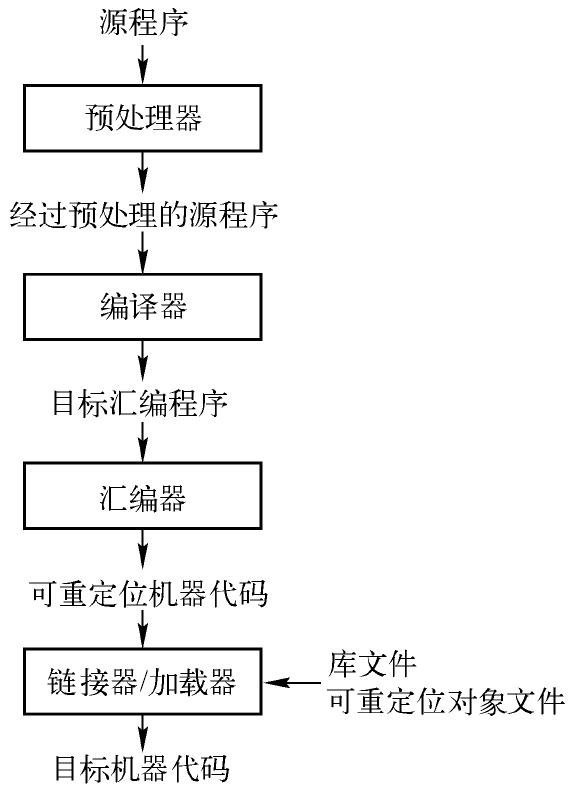 源程序
预处理器
经过预处理的源程序
编译器
目标汇编程序
汇编器
可重定位机器代码
链接器/加载器
库文件
可重定位对象文件
目标机器代码